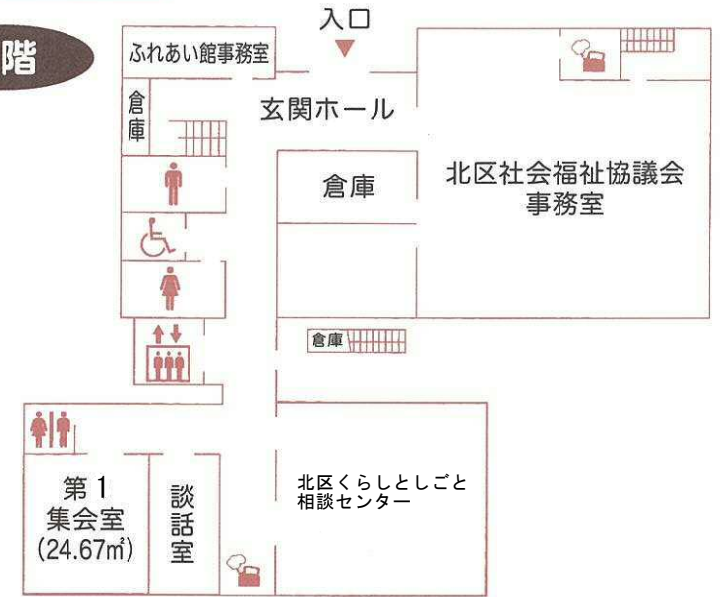 入口
階
ふれあい館事務室
倉庫
玄関ホール
倉庫
北区社会福祉協議会
事務室
倉庫
北区くらしとしごと
相談センター
第1
集会室
(24.67㎡)
談話室